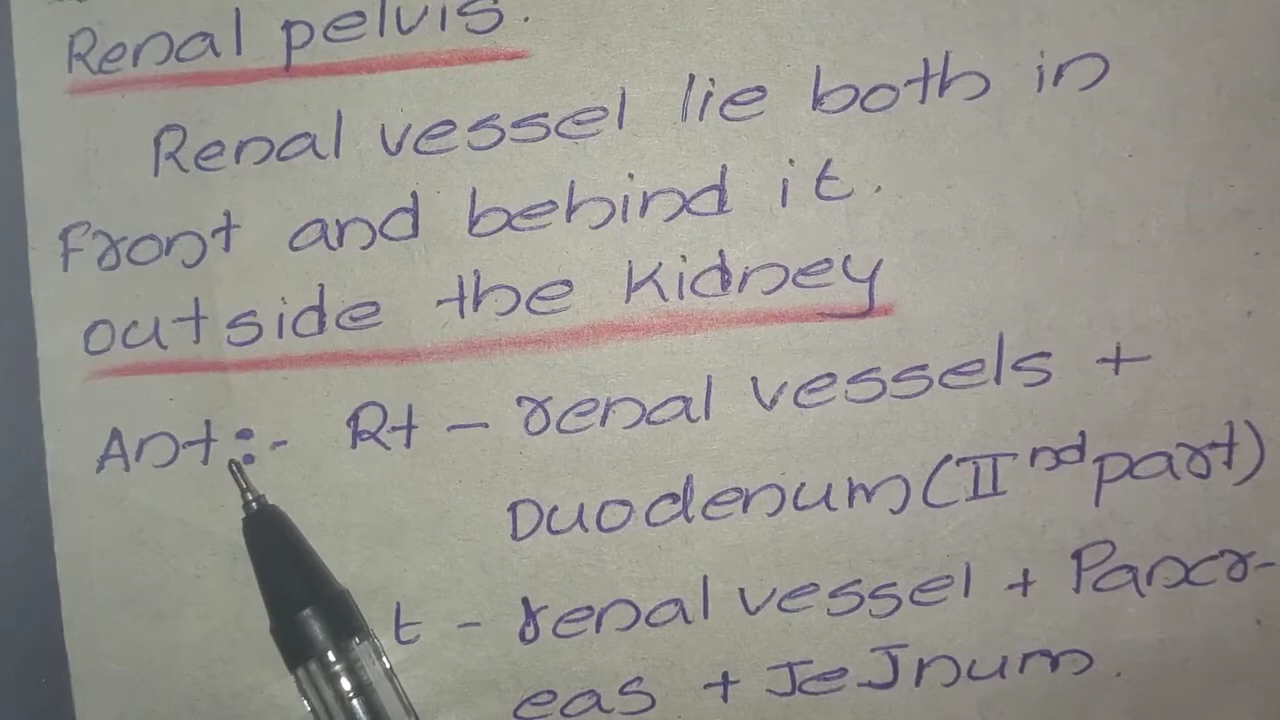 Renal pelvis.
Renal vessel lie both in
Front and behind it.
outside the kidney
Ant:- Rt - renal vessels +
Duodenum (IInd part)
t - renal vessel + Pancr-
eas + JeJnum.